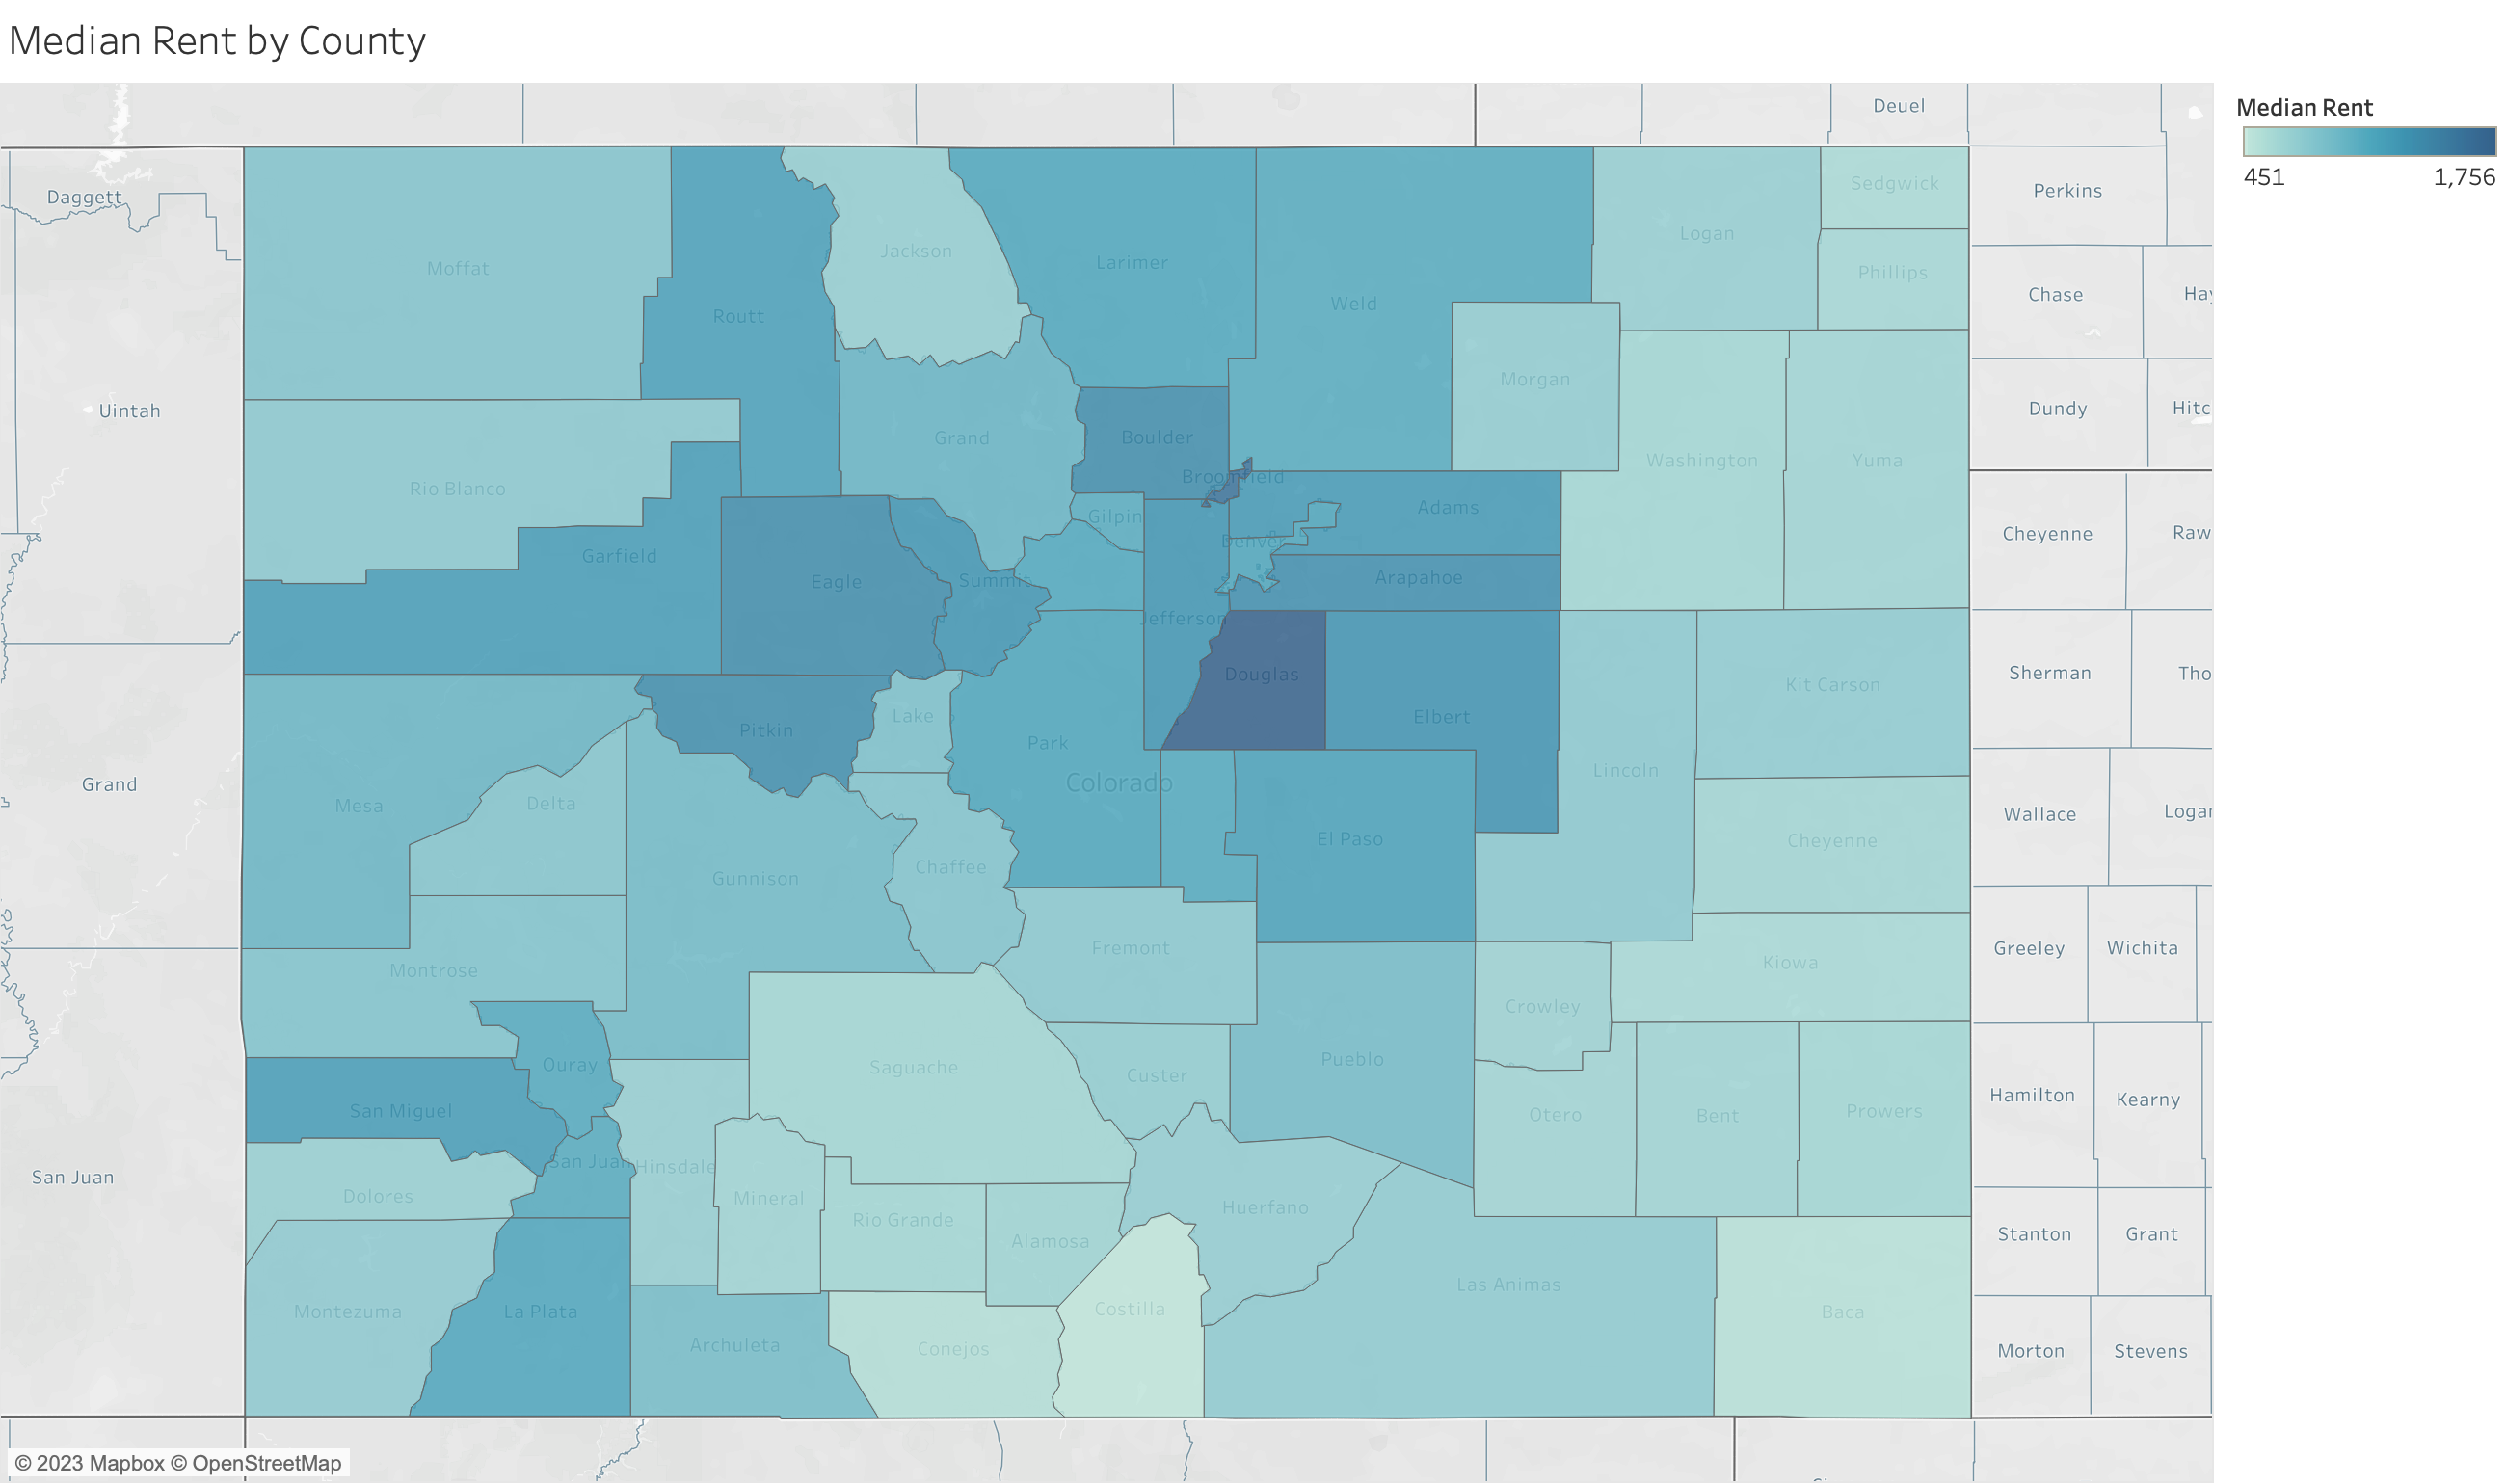 Median Rent by County
Median Rent
451
1,756
Deuel
Daggett
Sedgwick
Perkins
Logan
Jackson
Larimer
Moffat
Phillips
Chase
Hay
Weld
Routt
Morgan
Dundy
Hitc
Uintah
Grand
Boulder
Washington
Yuma
Broomfield
Rio Blanco
Adams
Gilpin
Cheyenne
Raw
Denver
Garfield
Eagle
Summit
Arapahoe
Jefferson
Douglas
Sherman
Tho
Kit Carson
Lake
Elbert
Pitkin
Park
Lincoln
Colorado
Grand
Mesa
Delta
Wallace
Logan
El Paso
Cheyenne
Chaffee
Gunnison
Fremont
Greeley
Wichita
Kiowa
Montrose
Crowley
Pueblo
Ouray
Saguache
Custer
Hamilton
Kearny
San Miguel
Otero
Bent
Prowers
San Juan
San Juan
Hinsdale
Dolores
Mineral
Huerfano
Rio Grande
Alamosa
Stanton
Grant
Las Animas
Montezuma
La Plata
Costilla
Baca
Archuleta
Conejos
Morton
Stevens
© 2023 Mapbox © OpenStreetMap